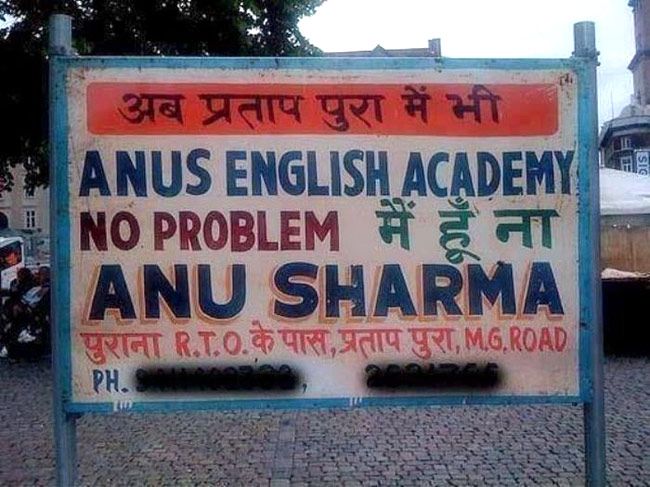 अब प्रताप पुरा में भी
ANUS ENGLISH ACADEMY
NO PROBLEM मैं हूँ ना
ANU SHARMA
पुराना R.T.O. के पास, प्रताप पुरा, M.G. ROAD
PH.